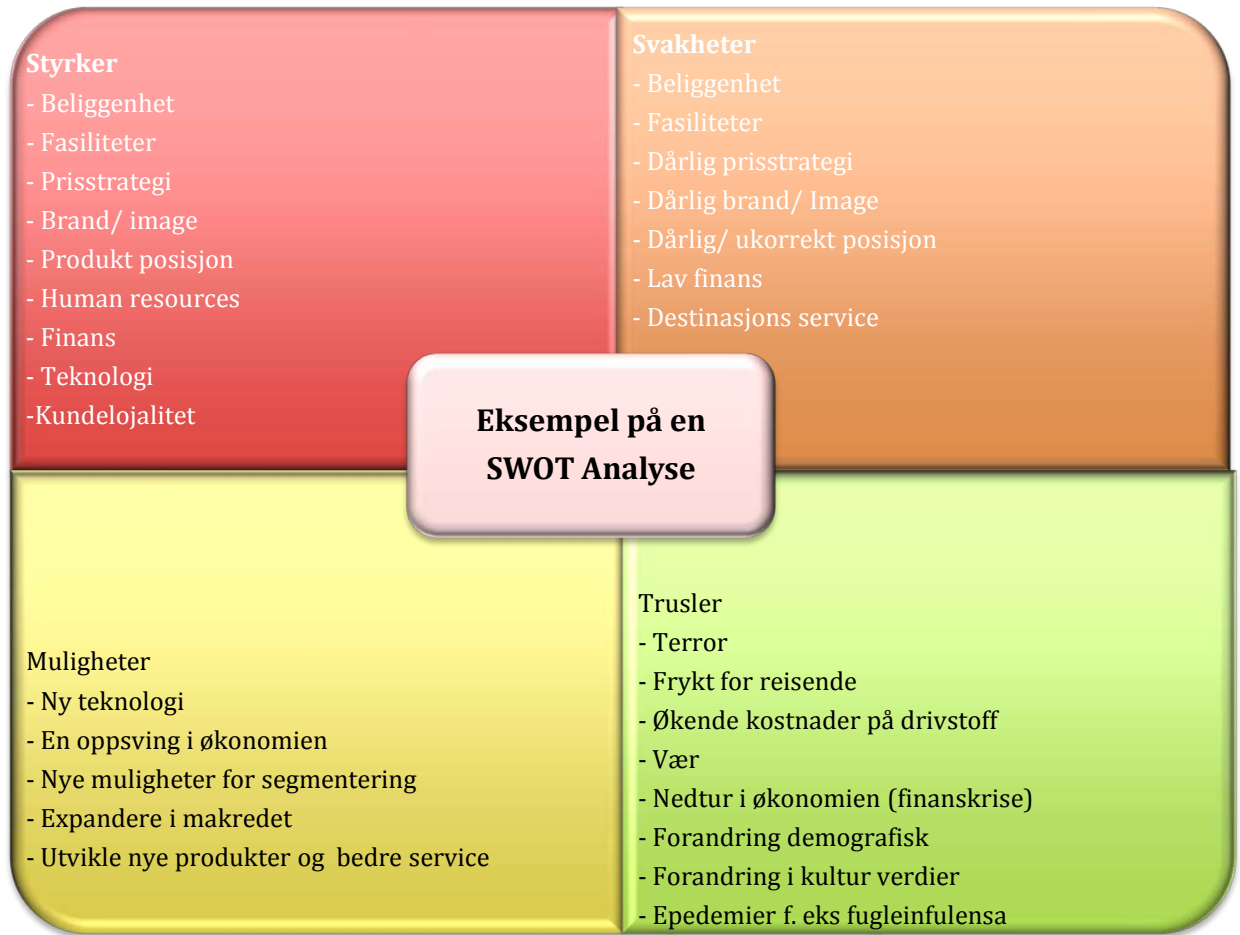 Styrker
- Beliggenhet
- Fasiliteter
- Prisstrategi
- Brand/ image
- Produkt posisjon
- Human resources
- Finans
- Teknologi
-Kundelojalitet
Svakheter
- Beliggenhet
- Fasiliteter
- Dårlig prisstrategi
- Dårlig brand/ Image
- Dårlig/ ukorrekt posisjon
- Lav finans
- Destinasjons service
Eksempel på en
SWOT Analyse
Muligheter
- Ny teknologi
- En oppsving i økonomien
- Nye muligheter for segmentering
- Expandere i makredet
- Utvikle nye produkter og  bedre service
Trusler
- Terror
- Frykt for reisende
- Økende kostnader på drivstoff
- Vær
- Nedtur i økonomien (finanskrise)
- Forandring demografisk
- Forandring i kultur verdier
- Epedemier f. eks fugleinfulensa